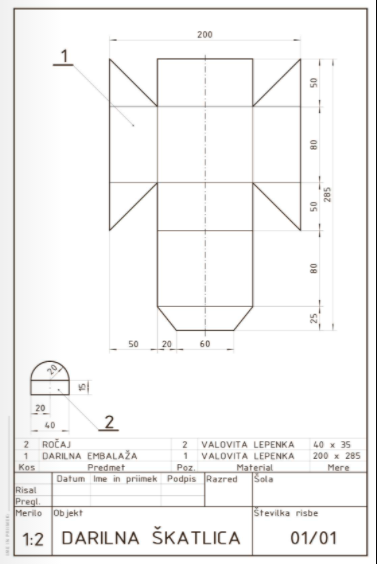 200
1
50
80
50
285
80
25
50 20 60
20
15
2
20
40
2 ROČAJ 2 VALOVITA LEPENKA 40 x 35
1 DARILNA EMBALAŽA 1 VALOVITA LEPENKA 200 x 285
Kos Predmet Poz. Material Mere
Datum Ime in priimek Podpis Razred Šola
Risal
Pregl.
Merilo Objekt Številka risbe
1:2 DARILNA ŠKATLICA 01/01